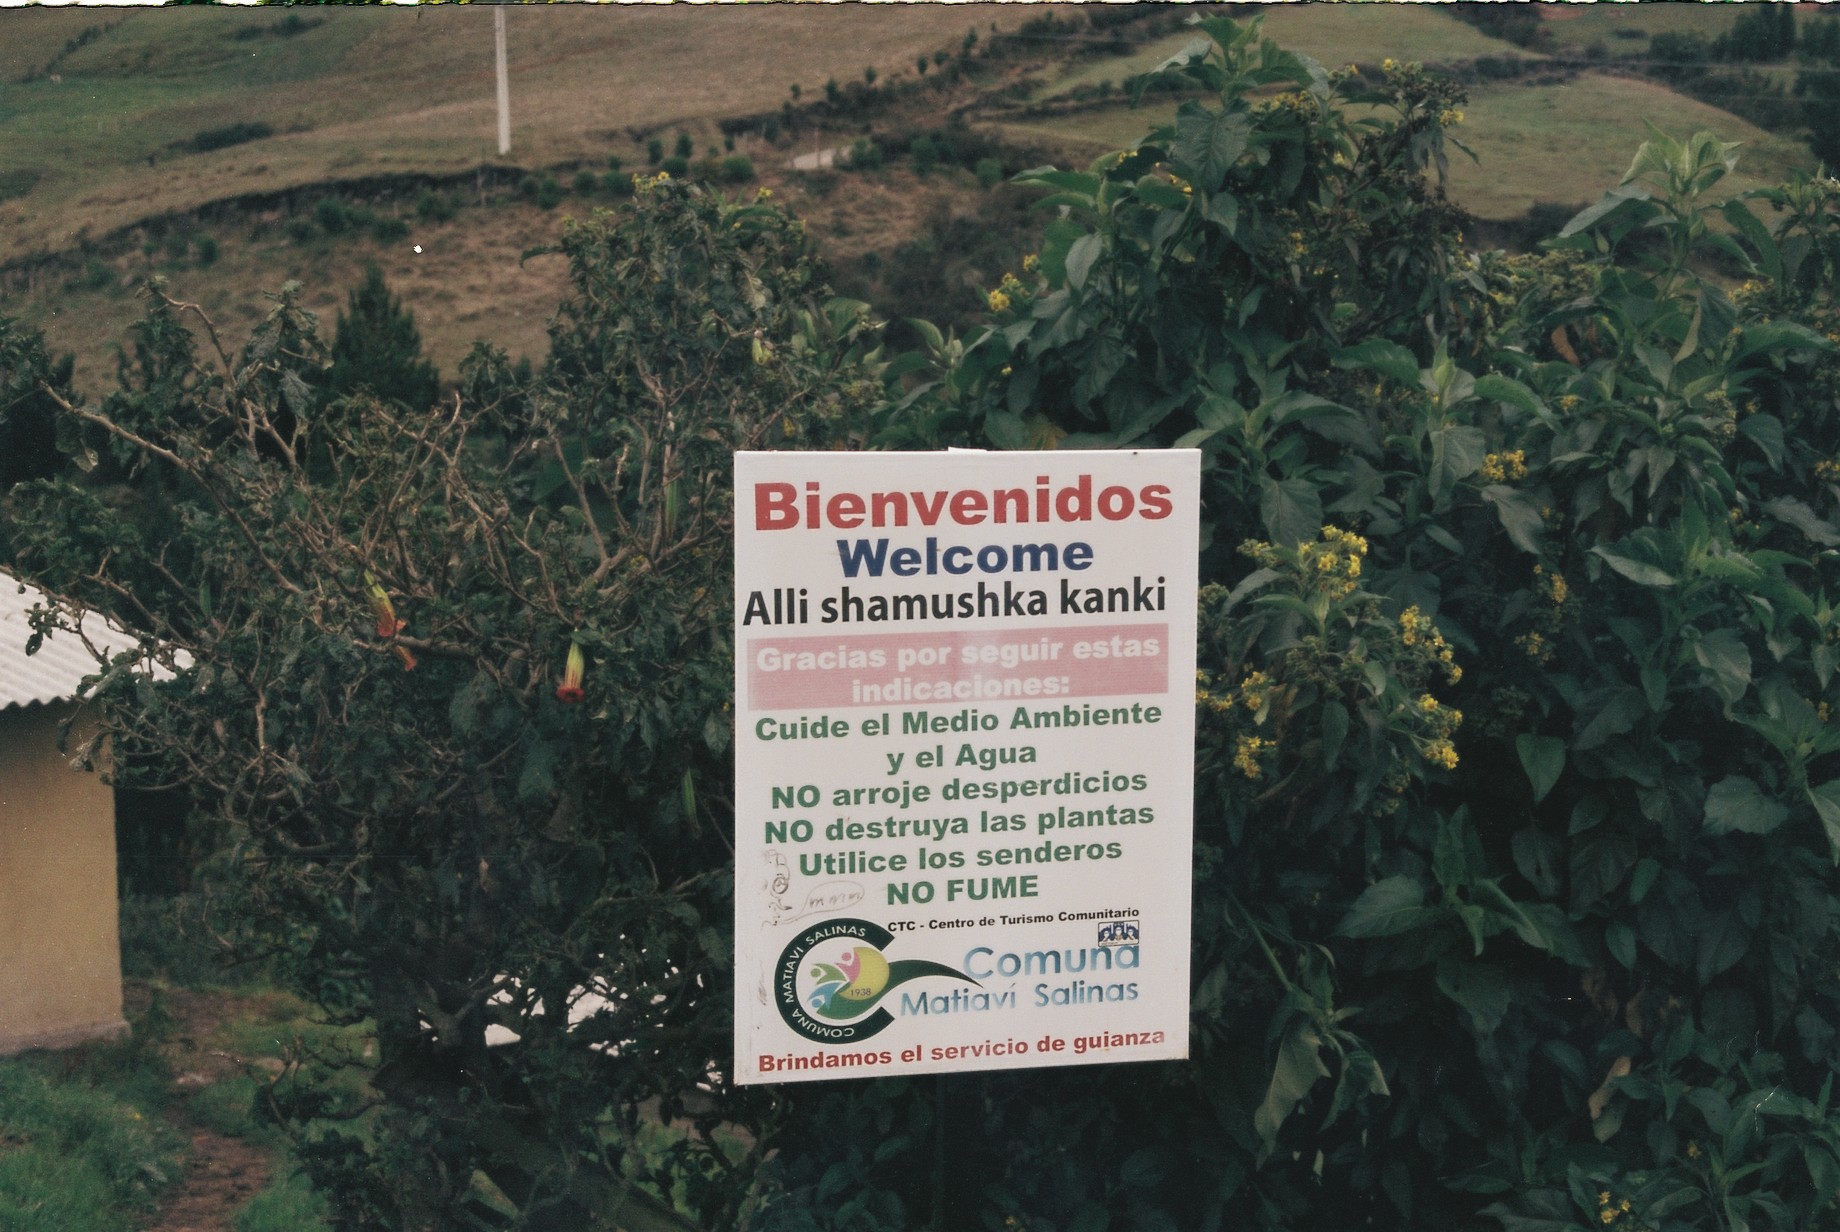 Bienvenidos
Welcome
Alli shamushka kanki
Gracias por seguir estas
indicaciones:
Cuide el Medio Ambiente
y el Agua
NO arroje desperdicios
NO destruya las plantas
Utilice los senderos
NO FUME
CTC - Centro de Turismo Comunitario
COMUNA MATIAVI SALINAS
1938
Comuna
Matiaví Salinas
Brindamos el servicio de guianza